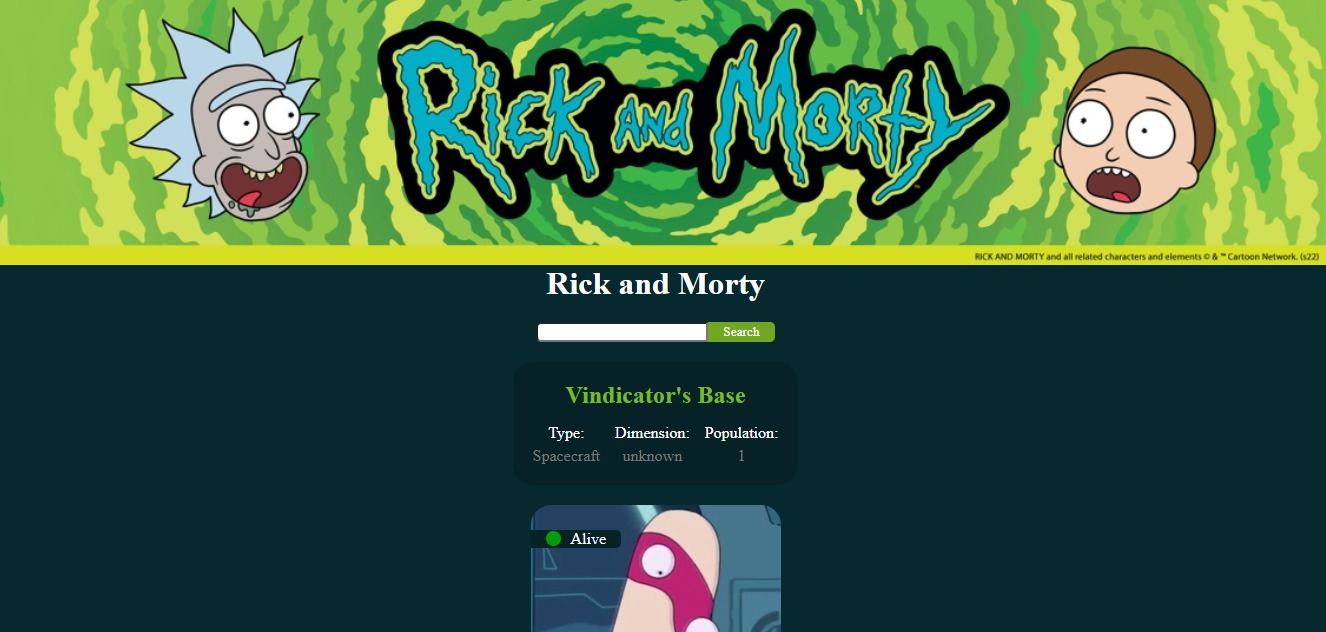 Rick and Morty
™
RICK AND MORTY and all related characters and elements © & ™ Cartoon Network. (s22)
Rick and Morty
Search
Vindicator's Base
Type: Dimension: Population:
Spacecraft unknown 1
Alive